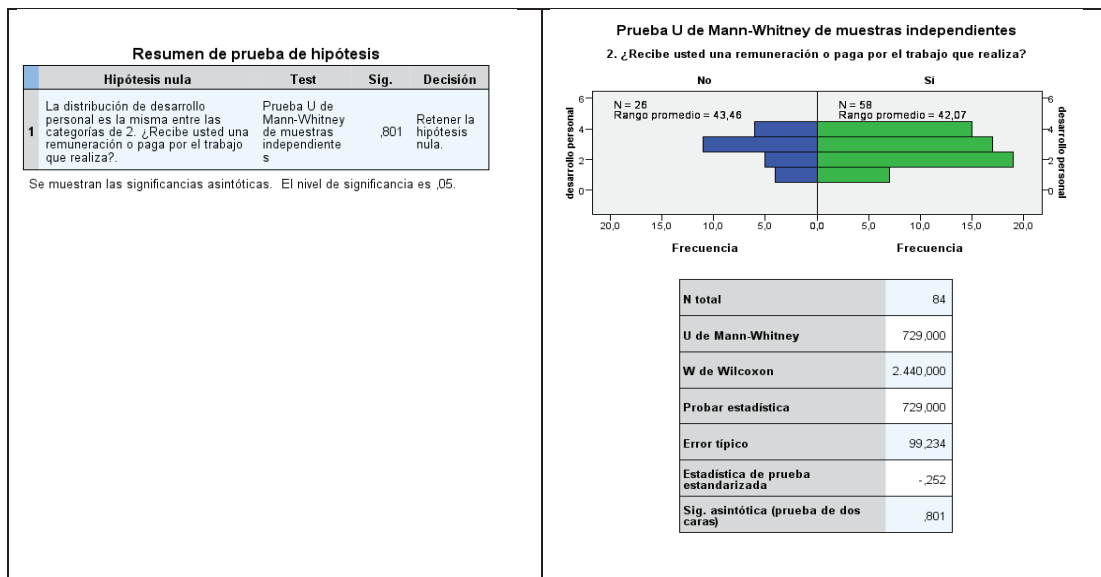 Resumen de prueba de hipótesis
Hipótesis nula Test Sig. Decisión
1
La distribución de desarrollo
personal es la misma entre las
categorías de 2. ¿Recibe usted una
remuneración o paga por el trabajo
que realiza?.
Prueba U de
Mann-Whitney
de muestras
independiente
s
,801
Retener la
hipótesis
nula.
Se muestran las significancias asintóticas. El nivel de significancia es ,05.
Prueba U de Mann-Whitney de muestras independientes
2. ¿Recibe usted una remuneración o paga por el trabajo que realiza?
No Sí
N = 26
Rango promedio = 43,46
N = 58
Rango promedio = 42,07
desarrollo personal
6
4
2
0
6
4
2
0
desarrollo personal
20,0 15,0 10,0 5,0 0,0 5,0 10,0 15,0 20,0
Frecuencia Frecuencia
N total 84
U de Mann-Whitney 729,000
W de Wilcoxon 2.440,000
Probar estadística 729,000
Error típico 99,234
Estadística de prueba
estandarizada
-,252
Sig. asintótica (prueba de dos
caras)
,801